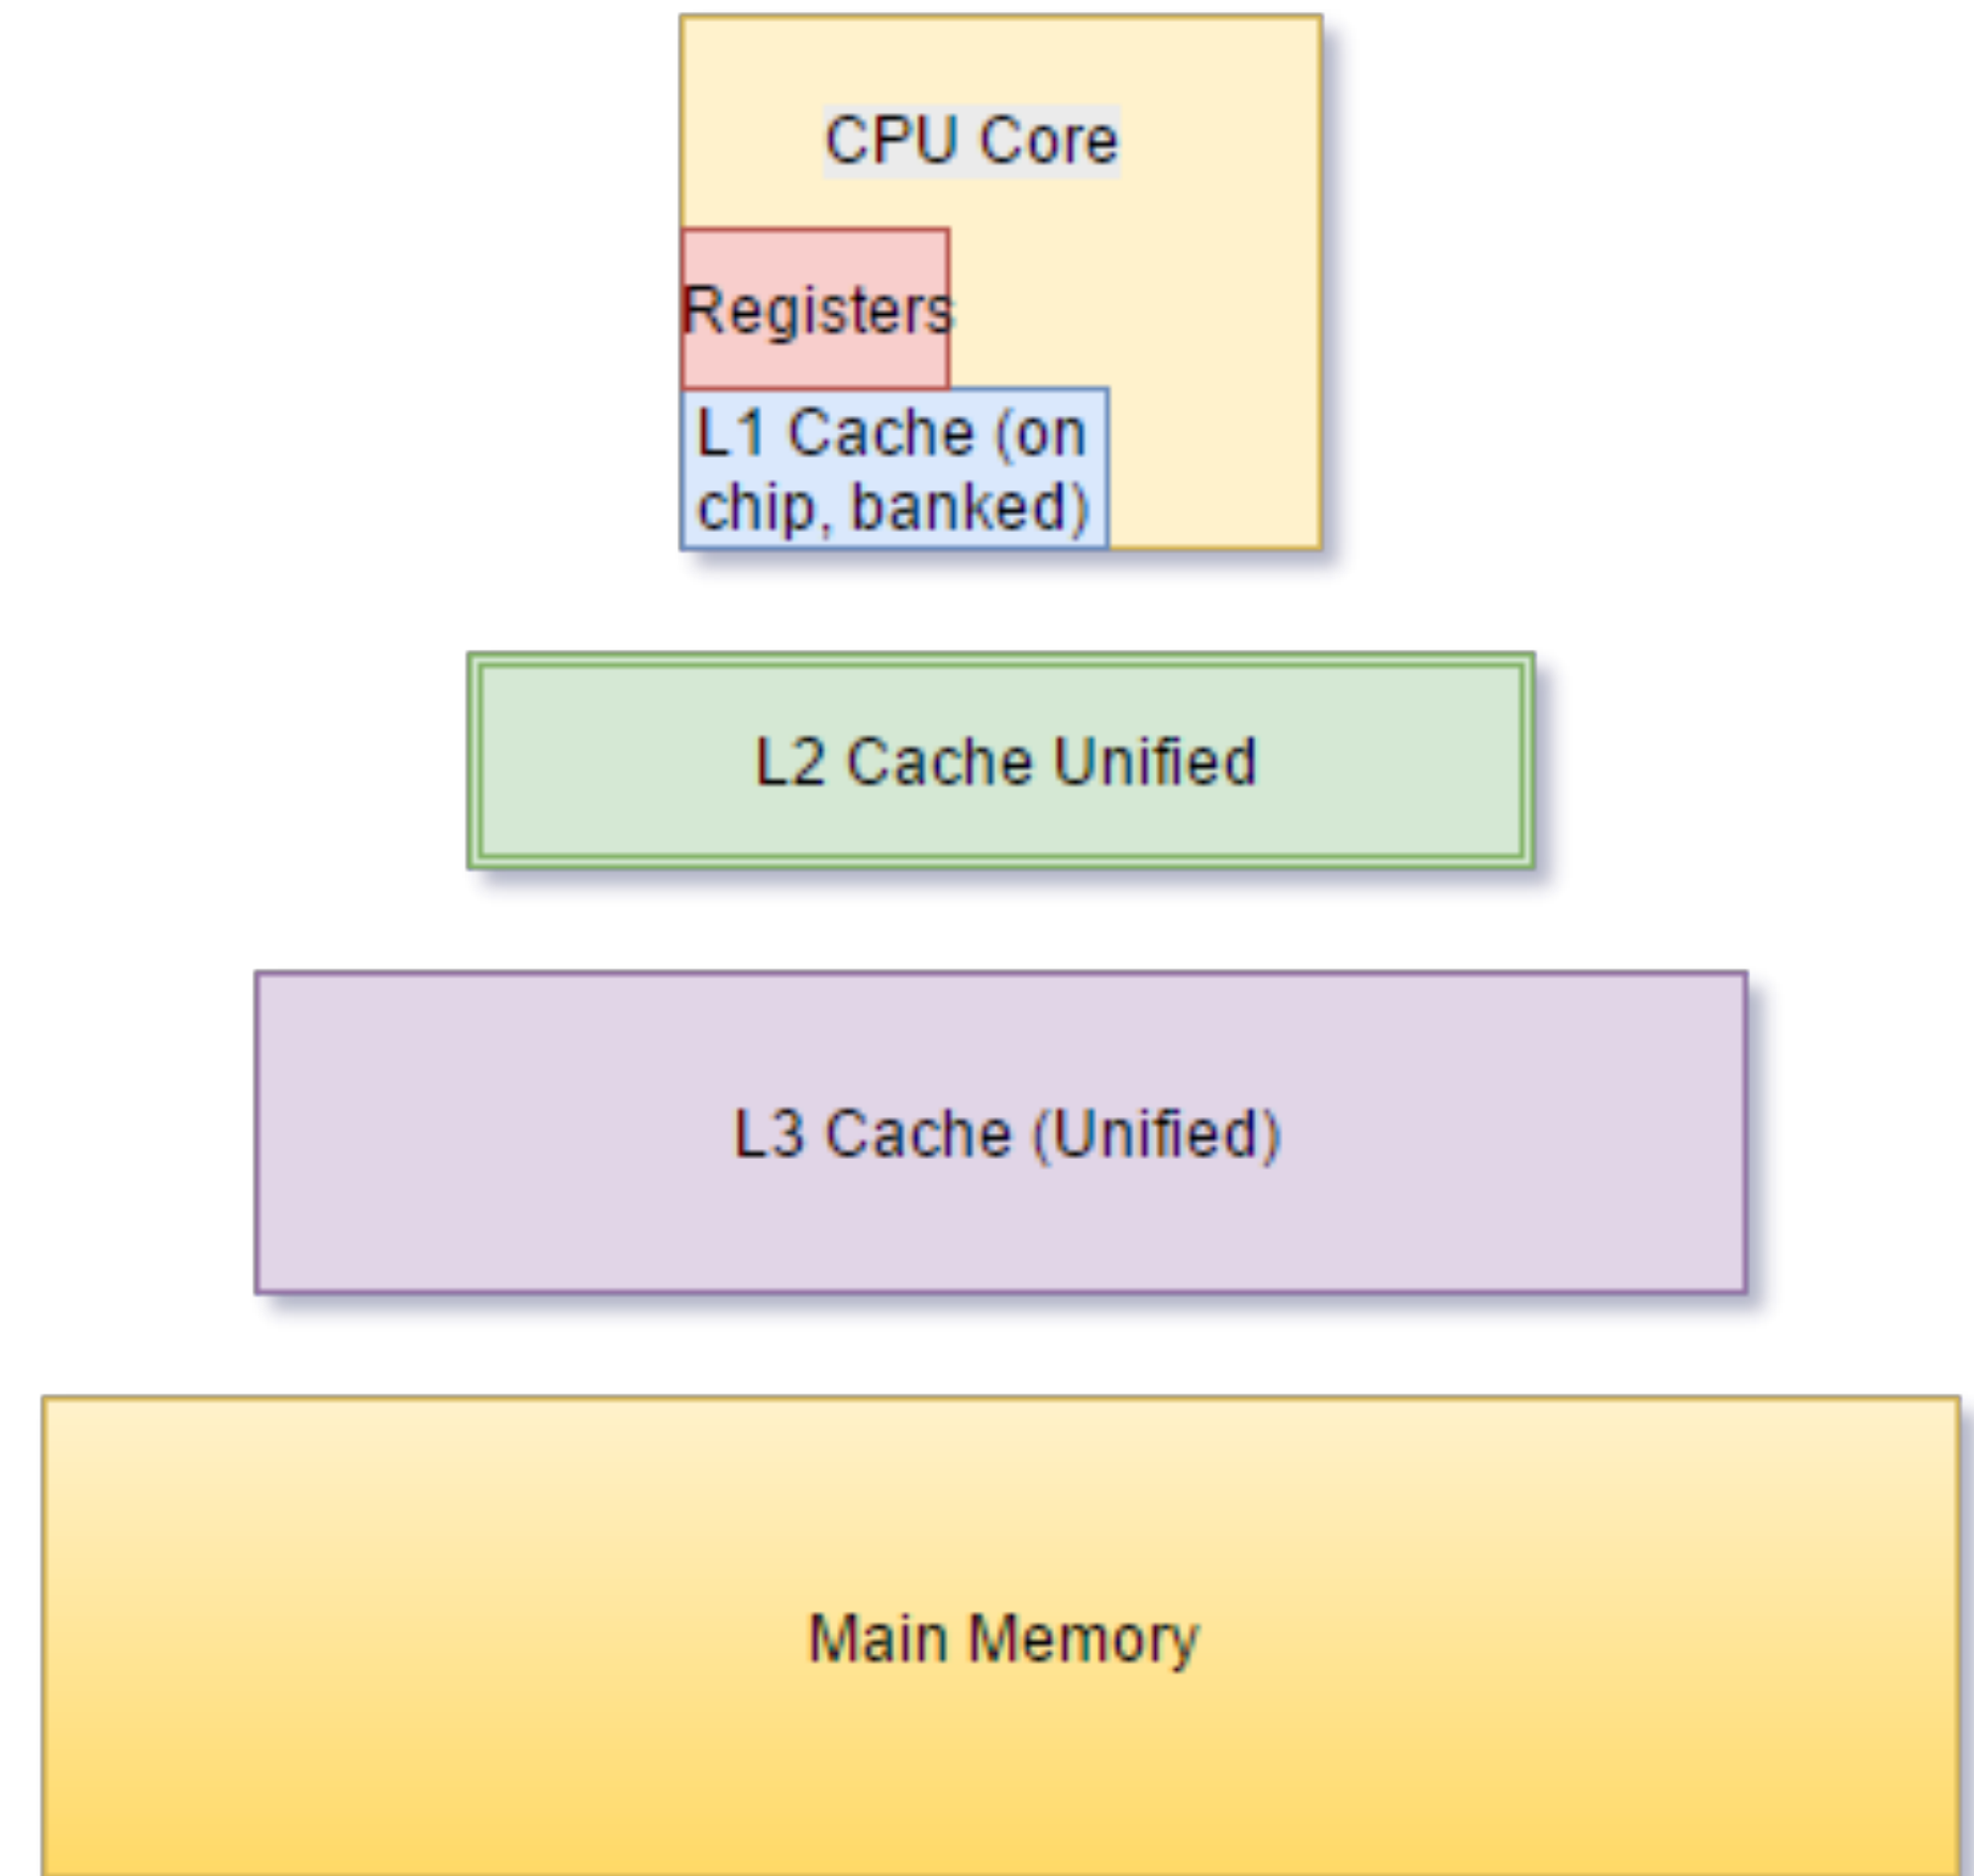 CPU Core
Registers
L1 Cache (on
chip, banked)
L2 Cache Unified
L3 Cache (Unified)
Main Memory